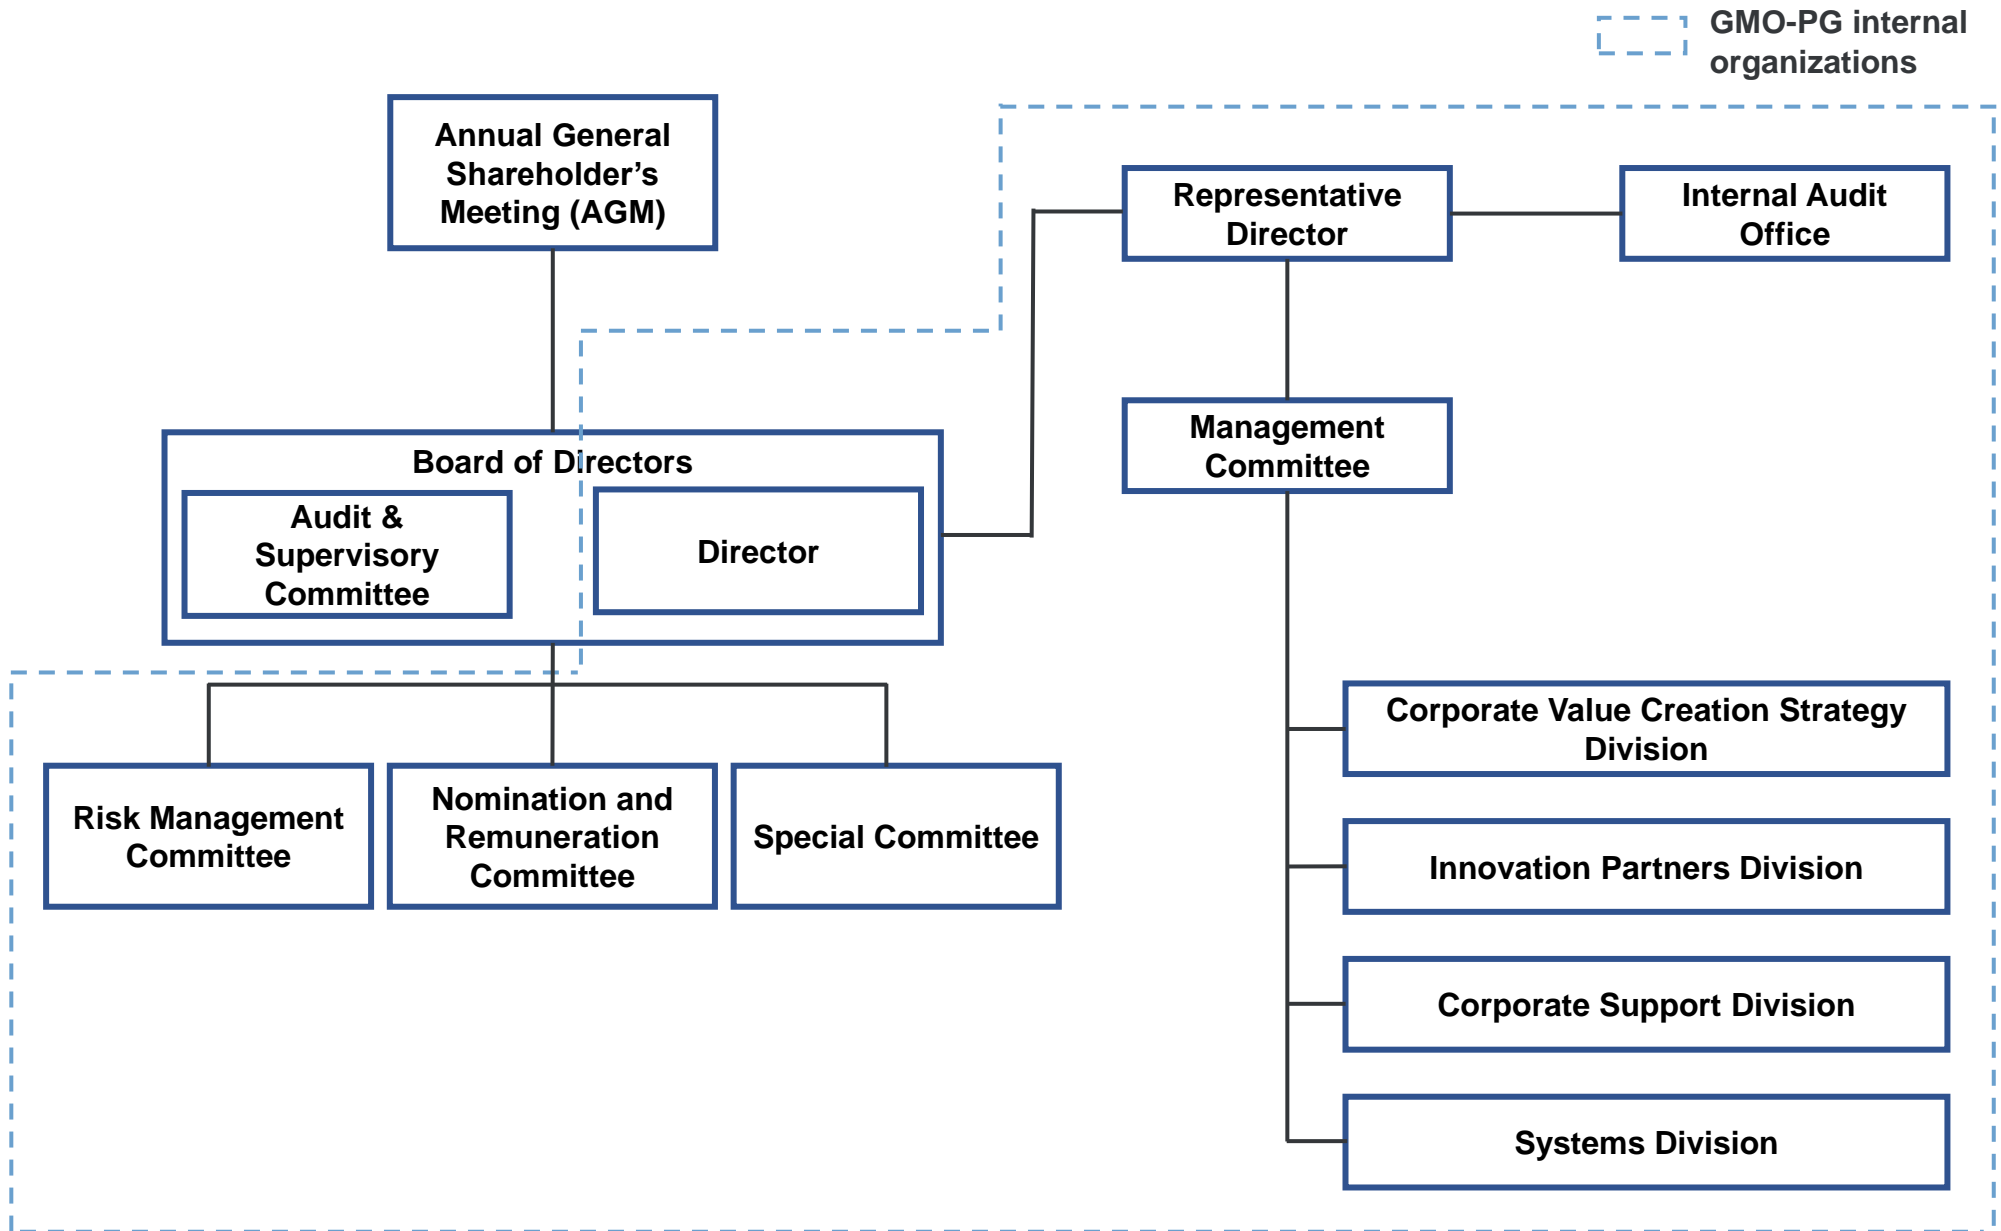 GMO-PG internal
organizations
Annual General
Shareholder’s
Meeting (AGM)
Representative
Director
Internal Audit
Office
Management
Committee
Board of Directors
Audit &
Supervisory
Committee
Director
Corporate Value Creation Strategy
Division
Risk Management
Committee
Nomination and
Remuneration
Committee
Special Committee
Innovation Partners Division
Corporate Support Division
Systems Division